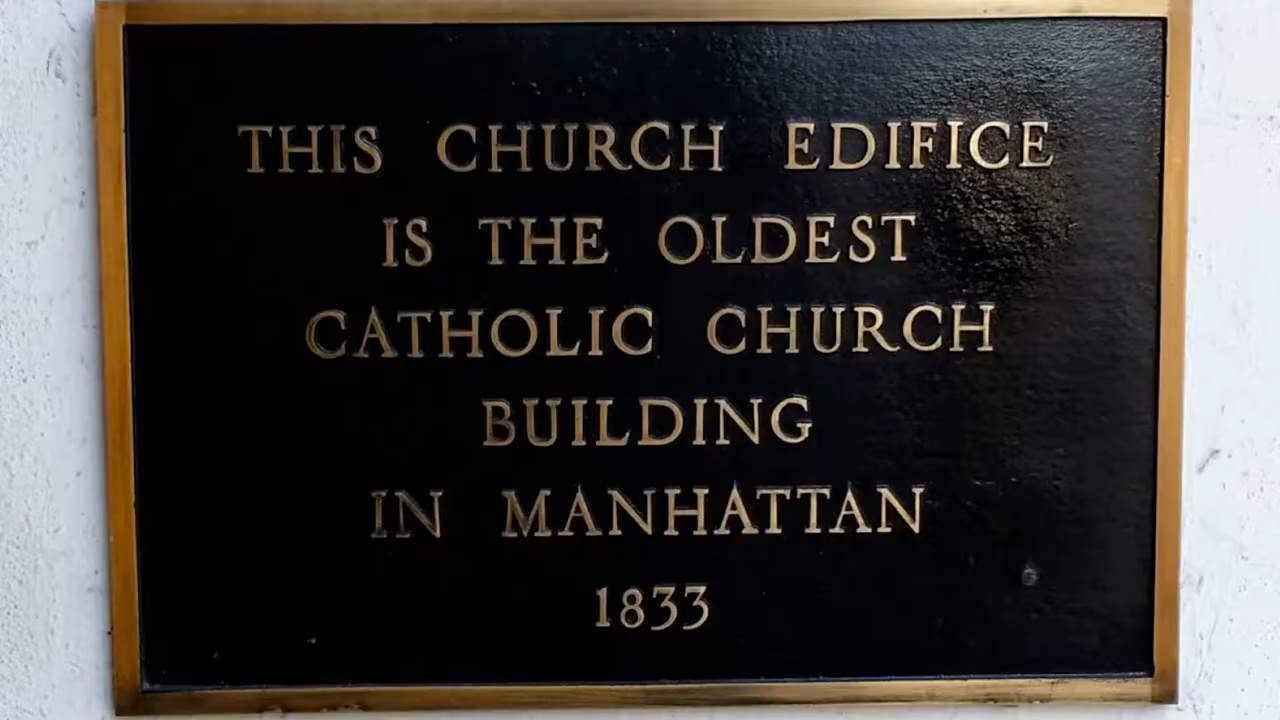 THIS CHURCH EDIFICE
IS THE OLDEST
CATHOLIC CHURCH
BUILDING
IN MANHATTAN
1833